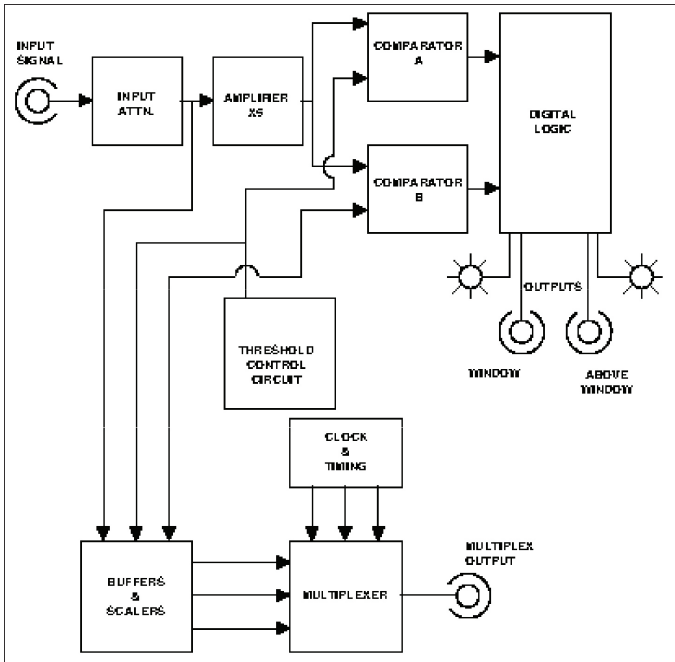 INPUT
SIGNAL
INPUT
ATTN.
AMPLIFIER
X5
COMPARATOR
A
DIGITAL
LOGIC
COMPARATOR
B
OUTPUTS
WINDOW
ABOVE
WINDOW
THRESHOLD
CONTROL
CIRCUIT
CLOCK
&
TIMING
BUFFERS
&
SCALERS
MULTIPLEXER
MULTIPLEX
OUTPUT